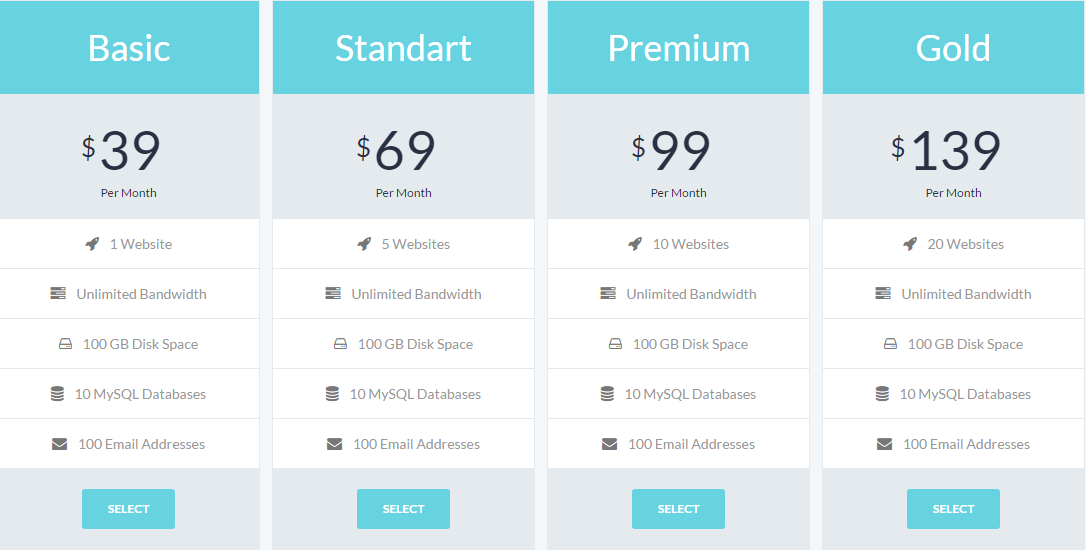 Basic
$39
Per Month
1 Website
Unlimited Bandwidth
100 GB Disk Space
10 MySQL Databases
100 Email Addresses
SELECT
Standart
$69
Per Month
5 Websites
Unlimited Bandwidth
100 GB Disk Space
10 MySQL Databases
100 Email Addresses
SELECT
Premium
$99
Per Month
10 Websites
Unlimited Bandwidth
100 GB Disk Space
10 MySQL Databases
100 Email Addresses
SELECT
Gold
$139
Per Month
20 Websites
Unlimited Bandwidth
100 GB Disk Space
10 MySQL Databases
100 Email Addresses
SELECT